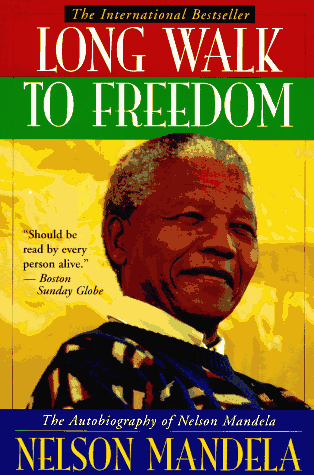 The International Bestseller
LONG WALK
TO FREEDOM
“Should be
read by every
person alive.”
— Boston
Sunday Globe
The Autobiography of Nelson Mandela
NELSON MANDELA